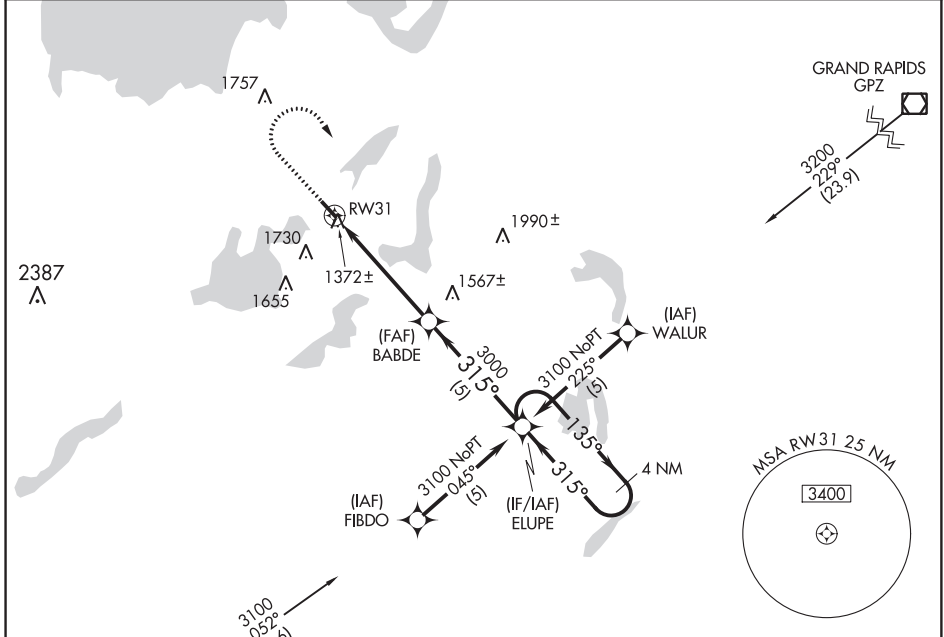 1757
GRAND RAPIDS
GPZ
3200
229°
(23.9)
RW31
1990±
1730
1372±
2387
1655
1567±
(FAF)
BABDE
(IAF)
WALUR
3000
315°
(5)
3100 NoPT
225°
(5)
135°
4 NM
315°
3100 NoPT
045°
(5)
(IAF)
FIBDO
(IF/IAF)
ELUPE
MSA RW31 25 NM
3400
3100
052°